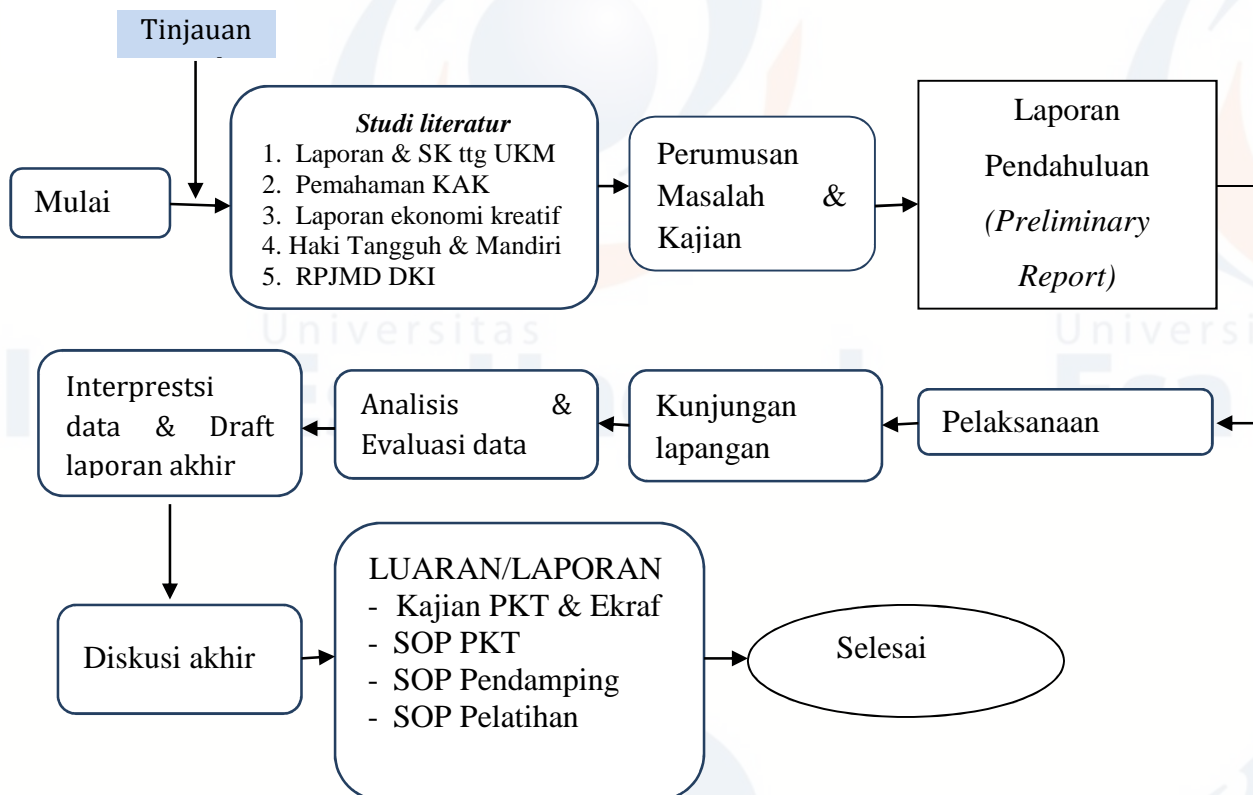 Tinjauan
Mulai
Studi literatur
1. Laporan & SK ttg UKM
2. Pemahaman KAK
3. Laporan ekonomi kreatif
4. Haki Tangguh & Mandiri
5. RPJMD DKI
Perumusan
Masalah &
Kajian
Laporan
Pendahuluan
(Preliminary
Report)
Universitas
Universi
Esa
Interprestsi
data & Draft
laporan akhir
Analisis &
Evaluasi data
Kunjungan
lapangan
Pelaksanaan
Diskusi akhir
LUARAN/LAPORAN
- Kajian PKT & Ekraf
- SOP PKT
- SOP Pendamping
- SOP Pelatihan
Selesai